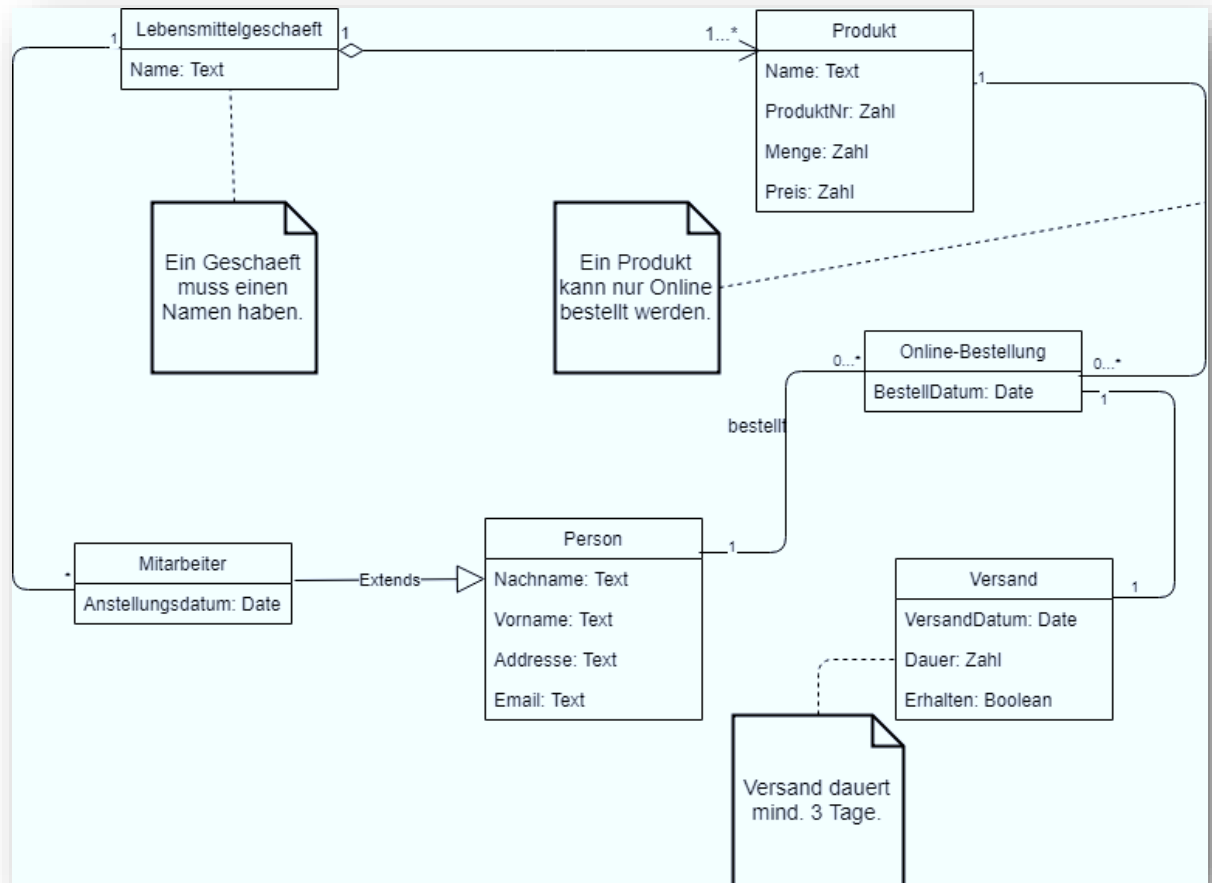 1
Lebensmittelgeschaeft
Name: Text
1
1...*
Produkt
Name: Text
ProduktNr: Zahl
Menge: Zahl
Preis: Zahl
1
Ein Geschaeft
muss einen
Namen haben.
Ein Produkt
kann nur Online
bestellt werden.
0...*
Online-Bestellung
BestellDatum: Date
0...*
1
bestellt
*
Mitarbeiter
Anstellungsdatum: Date
Extends
Person
Nachname: Text
Vorname: Text
Addresse: Text
Email: Text
1
Versand
VersandDatum: Date
Dauer: Zahl
Erhalten: Boolean
1
Versand dauert
mind. 3 Tage.